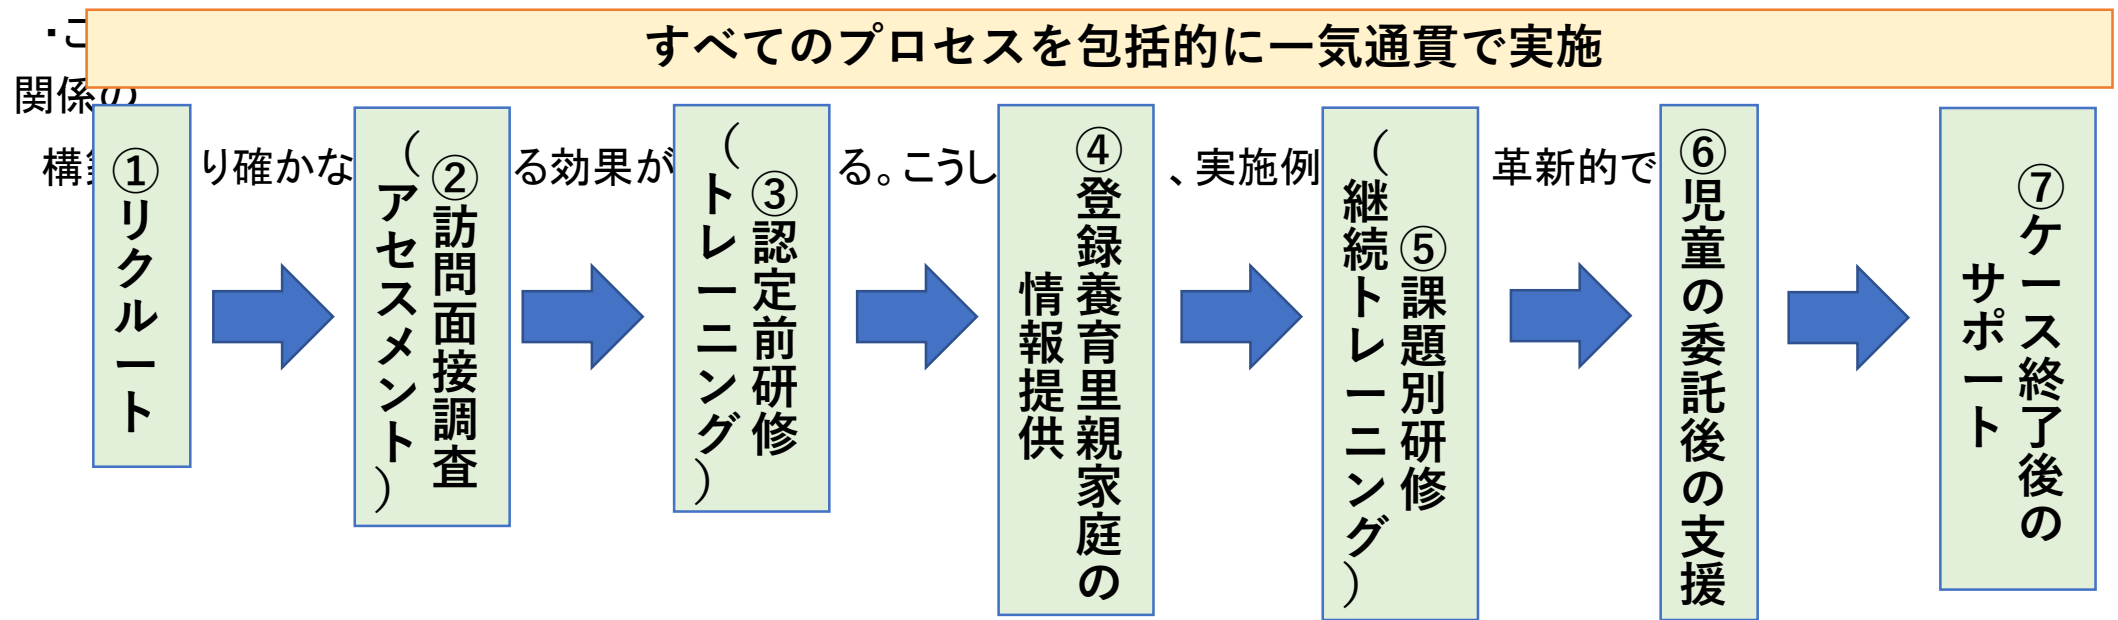 すべてのプロセスを包括的に一気通貫で実施
・こ
関係の
構築
り確かな
る効果が
る。こうし
、実施例
革新的で
①リクルート
②訪問面接調査
（アセスメント）
③認定前研修
（トレーニング）
④登録養育里親家庭の
情報提供
⑤課題別研修
（継続トレーニング）
⑥児童の委託後の支援
⑦ケース終了後の
サポート